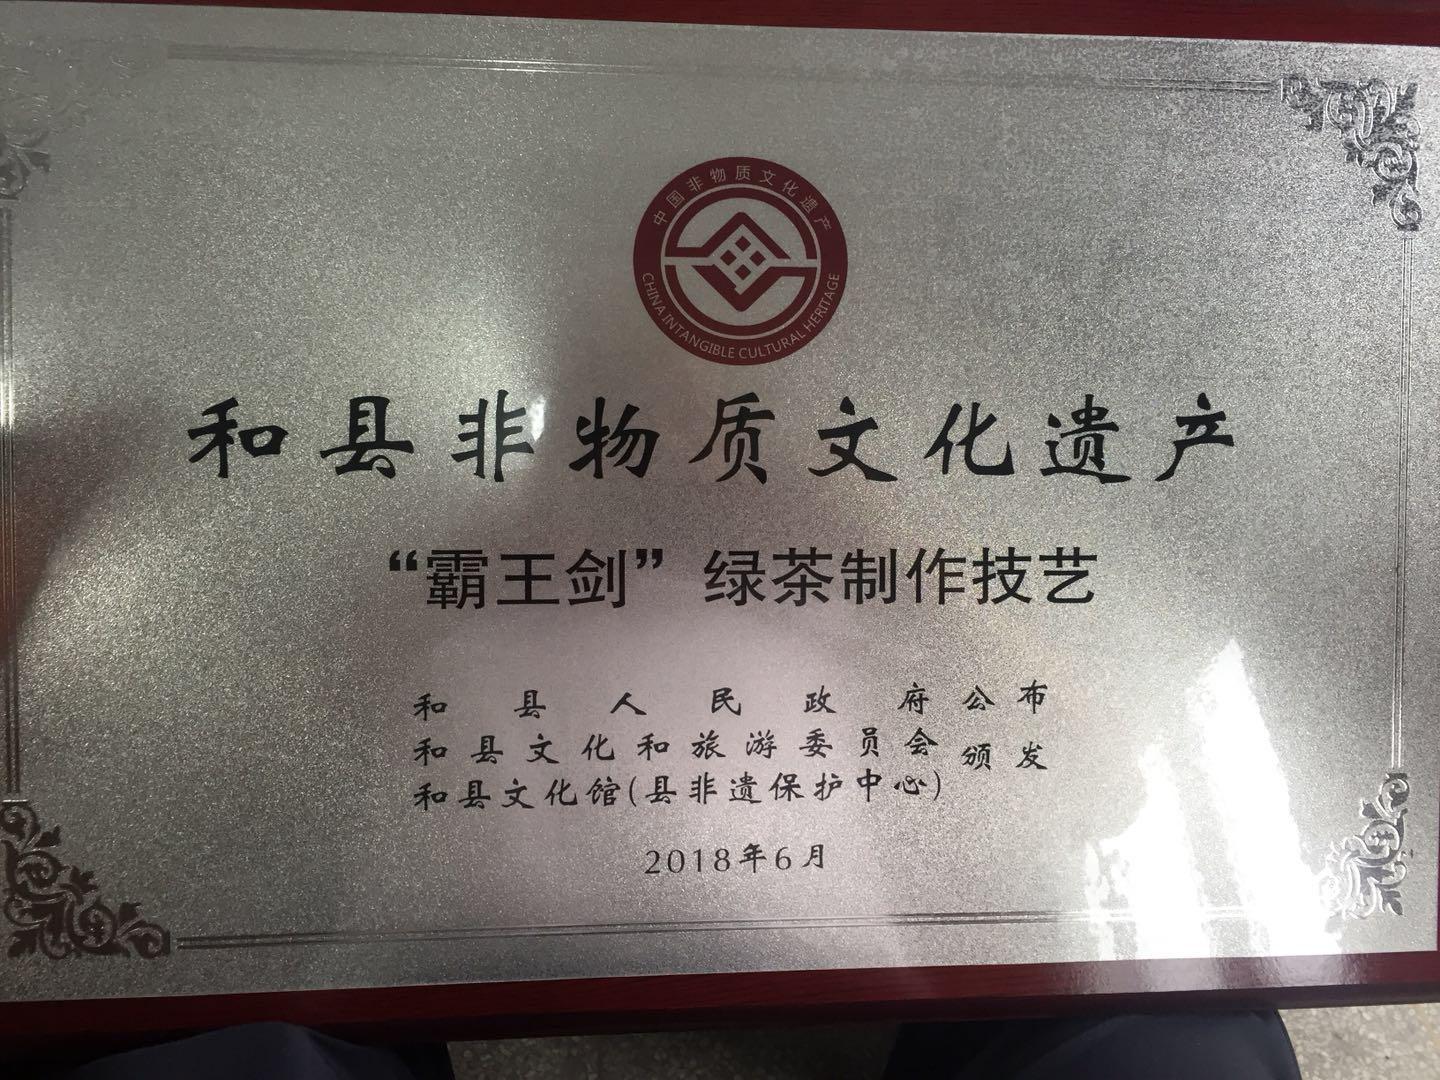 中国非物质文化遗产
CHINA INTANGIBLE CULTURAL HERITAGE
和县非物质文化遗产
“霸王剑”绿茶制作技艺
和县人民政府公布
和县文化和旅游委员会颁发
和县文化馆(县非遗保护中心)
2018年6月